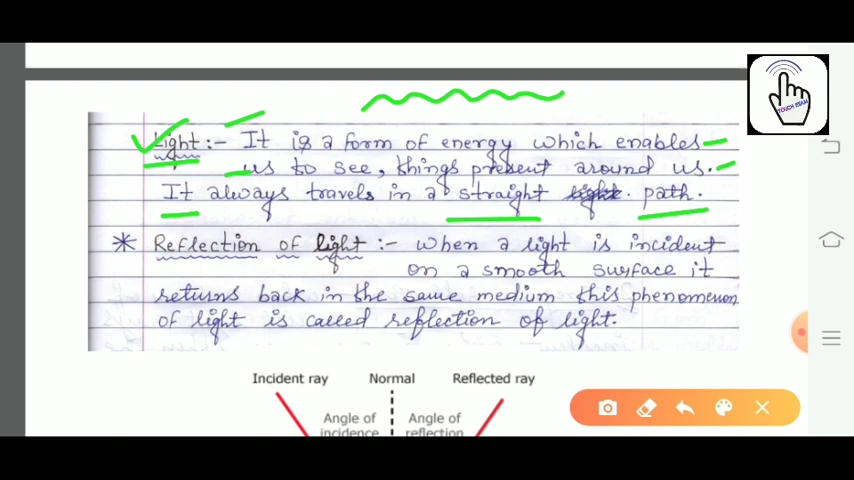 TOUCH EXAM
Light:- It is a form of energy which enables
us to see, things present around us.
It always travels in a straight path.
* Reflection of light:- when a light is incident
on a smooth surface it
returns back in the same medium this phenomenon
of light is called reflection of light.
Incident ray Normal Reflected ray
Angle of incidence
Angle of reflection